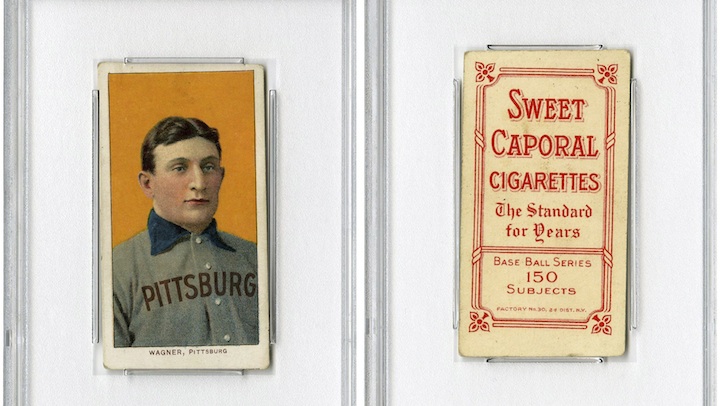 PITTSBURG
WAGNER, PITTSBURG
SWEET
CAPORAL
CIGARETTES
The Standard
for Years
BASE BALL SERIES
150
SUBJECTS
FACTORY No. 30, 2d DIST. N.Y.